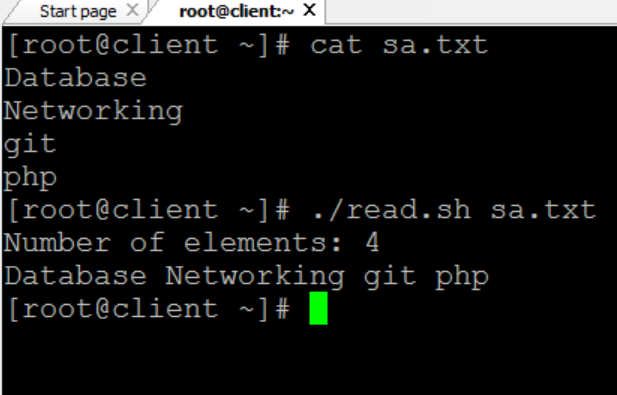 Start page × root@client:~ ×
[root@client ~]# cat sa.txt
Database
Networking
git
php
[root@client ~]# ./read.sh sa.txt
Number of elements: 4
Database Networking git php
[root@client ~]#